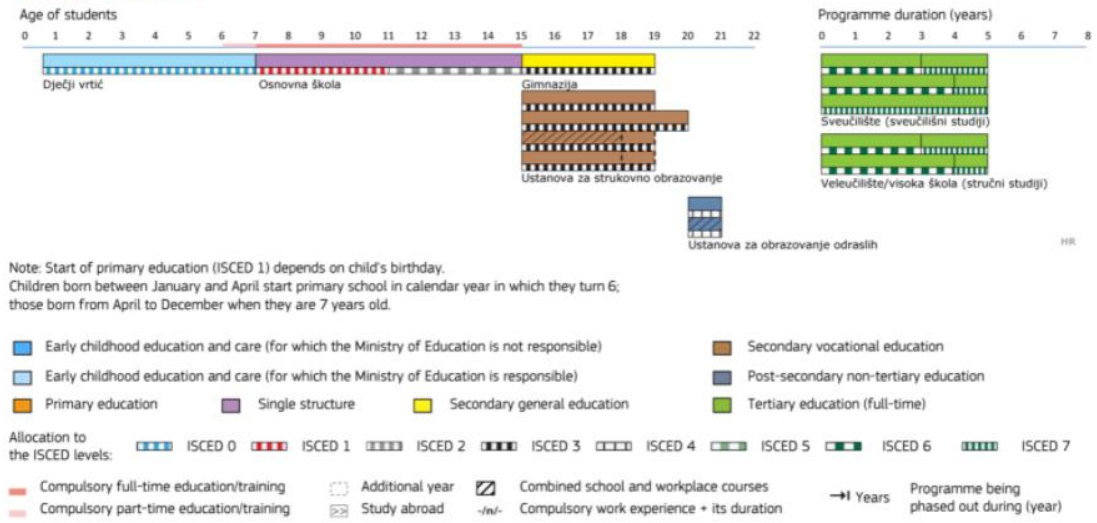 Age of students
Programme duration (years)
0 1 2 3 4 5 6 7 8 9 10 11 12 13 14 15 16 17 18 19 20 21 22
0 1 2 3 4 5 6 7 8
Dječji vrtić
Osnovna škola
Gimnazija
Ustanova za strukovno obrazovanje
Ustanova za obrazovanje odraslih
Sveučilište (sveučilišni studiji)
Veleučilište/visoka škola (stručni studiji)
HR
Note: Start of primary education (ISCED 1) depends on child's birthday.
Children born between January and April start primary school in calendar year in which they turn 6;
those born from April to December when they are 7 years old.
Early childhood education and care (for which the Ministry of Education is not responsible)
Secondary vocational education
Early childhood education and care (for which the Ministry of Education is responsible)
Post-secondary non-tertiary education
Primary education
Single structure
Secondary general education
Tertiary education (full-time)
Allocation to
the ISCED levels:
ISCED 0
ISCED 1
ISCED 2
ISCED 3
ISCED 4
ISCED 5
ISCED 6
ISCED 7
Compulsory full-time education/training
Additional year
Combined school and workplace courses
Years
Programme being
phased out during (year)
Compulsory part-time education/training
>> Study abroad
-/n/- Compulsory work experience + its duration